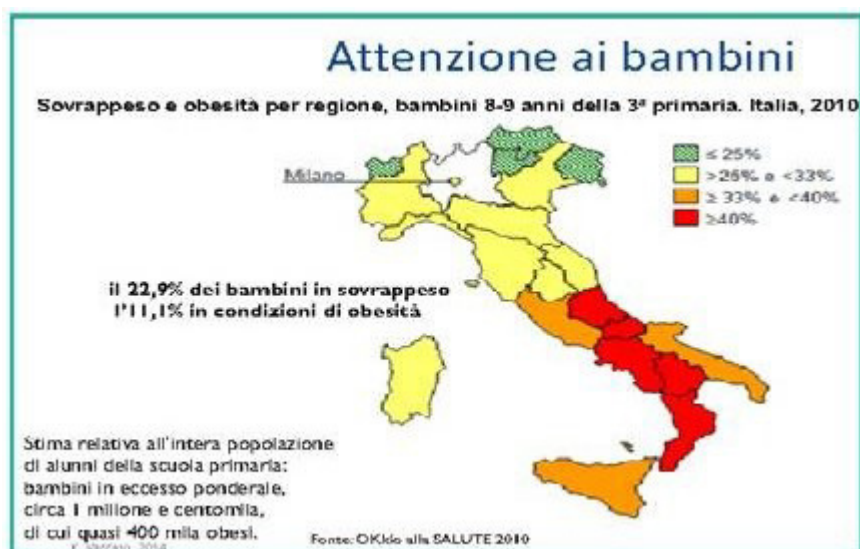 Attenzione ai bambini
Sovrappeso e obesità per regione, bambini 8-9 anni della 3ª primaria. Italia, 2010
Milano
≤ 25%
>25% e <33%
≥ 33% e <40%
≥40%
il 22,9% dei bambini in sovrappeso
l'11,1% in condizioni di obesità
Stima relativa all'intera popolazione
di alunni della scuola primaria:
bambini in eccesso ponderale,
circa 1 milione e centomila,
di cui quasi 400 mila obesi.
Fonte: OKkio alla SALUTE 2010
2014